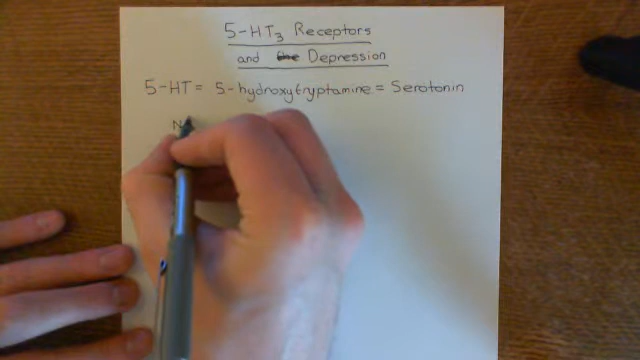 5-HT₃ Receptors
and Depression
5-HT = 5-hydroxytryptamine = Serotonin
N